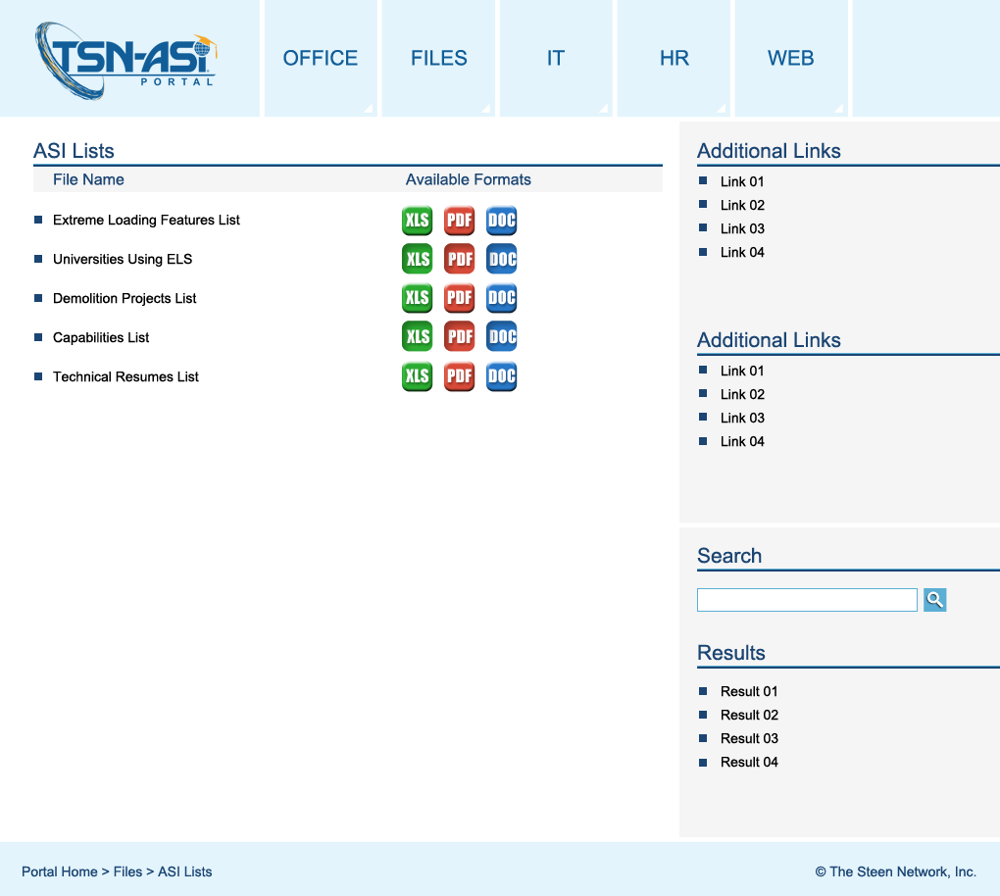 TSN-ASI
PORTAL
OFFICE
FILES
IT
HR
WEB
ASI Lists
File Name Available Formats
Extreme Loading Features List XLS PDF DOC
Universities Using ELS XLS PDF DOC
Demolition Projects List XLS PDF DOC
Capabilities List XLS PDF DOC
Technical Resumes List XLS PDF DOC
Additional Links
Link 01
Link 02
Link 03
Link 04
Additional Links
Link 01
Link 02
Link 03
Link 04
Search
Results
Result 01
Result 02
Result 03
Result 04
Portal Home > Files > ASI Lists
© The Steen Network, Inc.